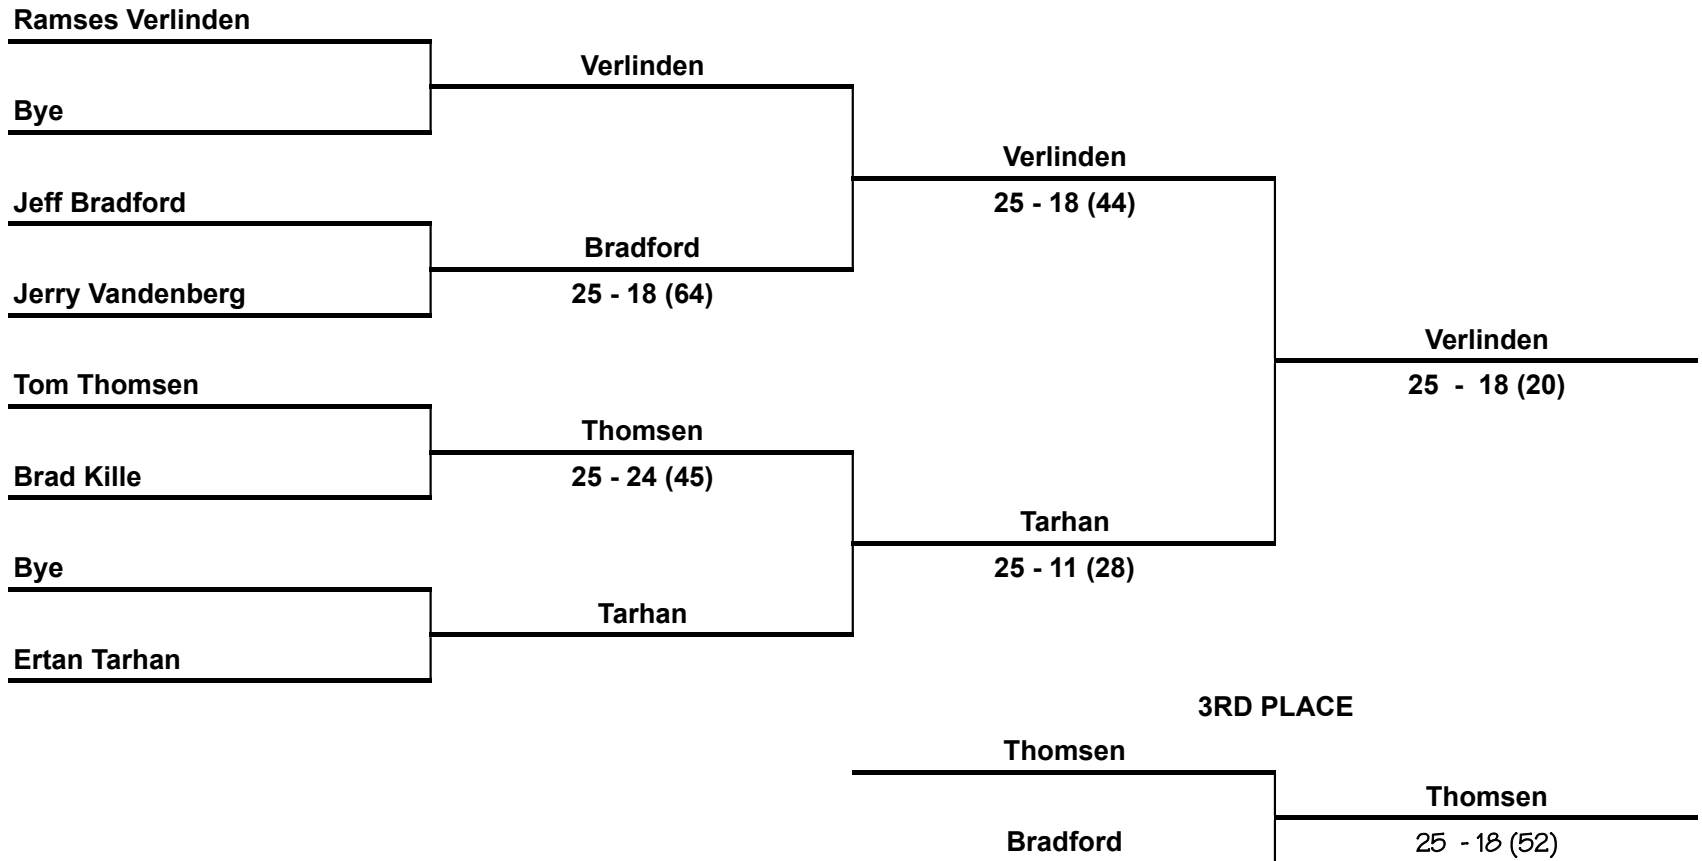 Ramses Verlinden
Verlinden
Bye
Verlinden
Jeff Bradford
25 - 18 (44)
Bradford
Jerry Vandenberg
25 - 18 (64)
Verlinden
Tom Thomsen
25 - 18 (20)
Thomsen
Brad Kille
25 - 24 (45)
Tarhan
Bye
25 - 11 (28)
Tarhan
Ertan Tarhan
3RD PLACE
Thomsen
Thomsen
Bradford
25 - 18 (52)